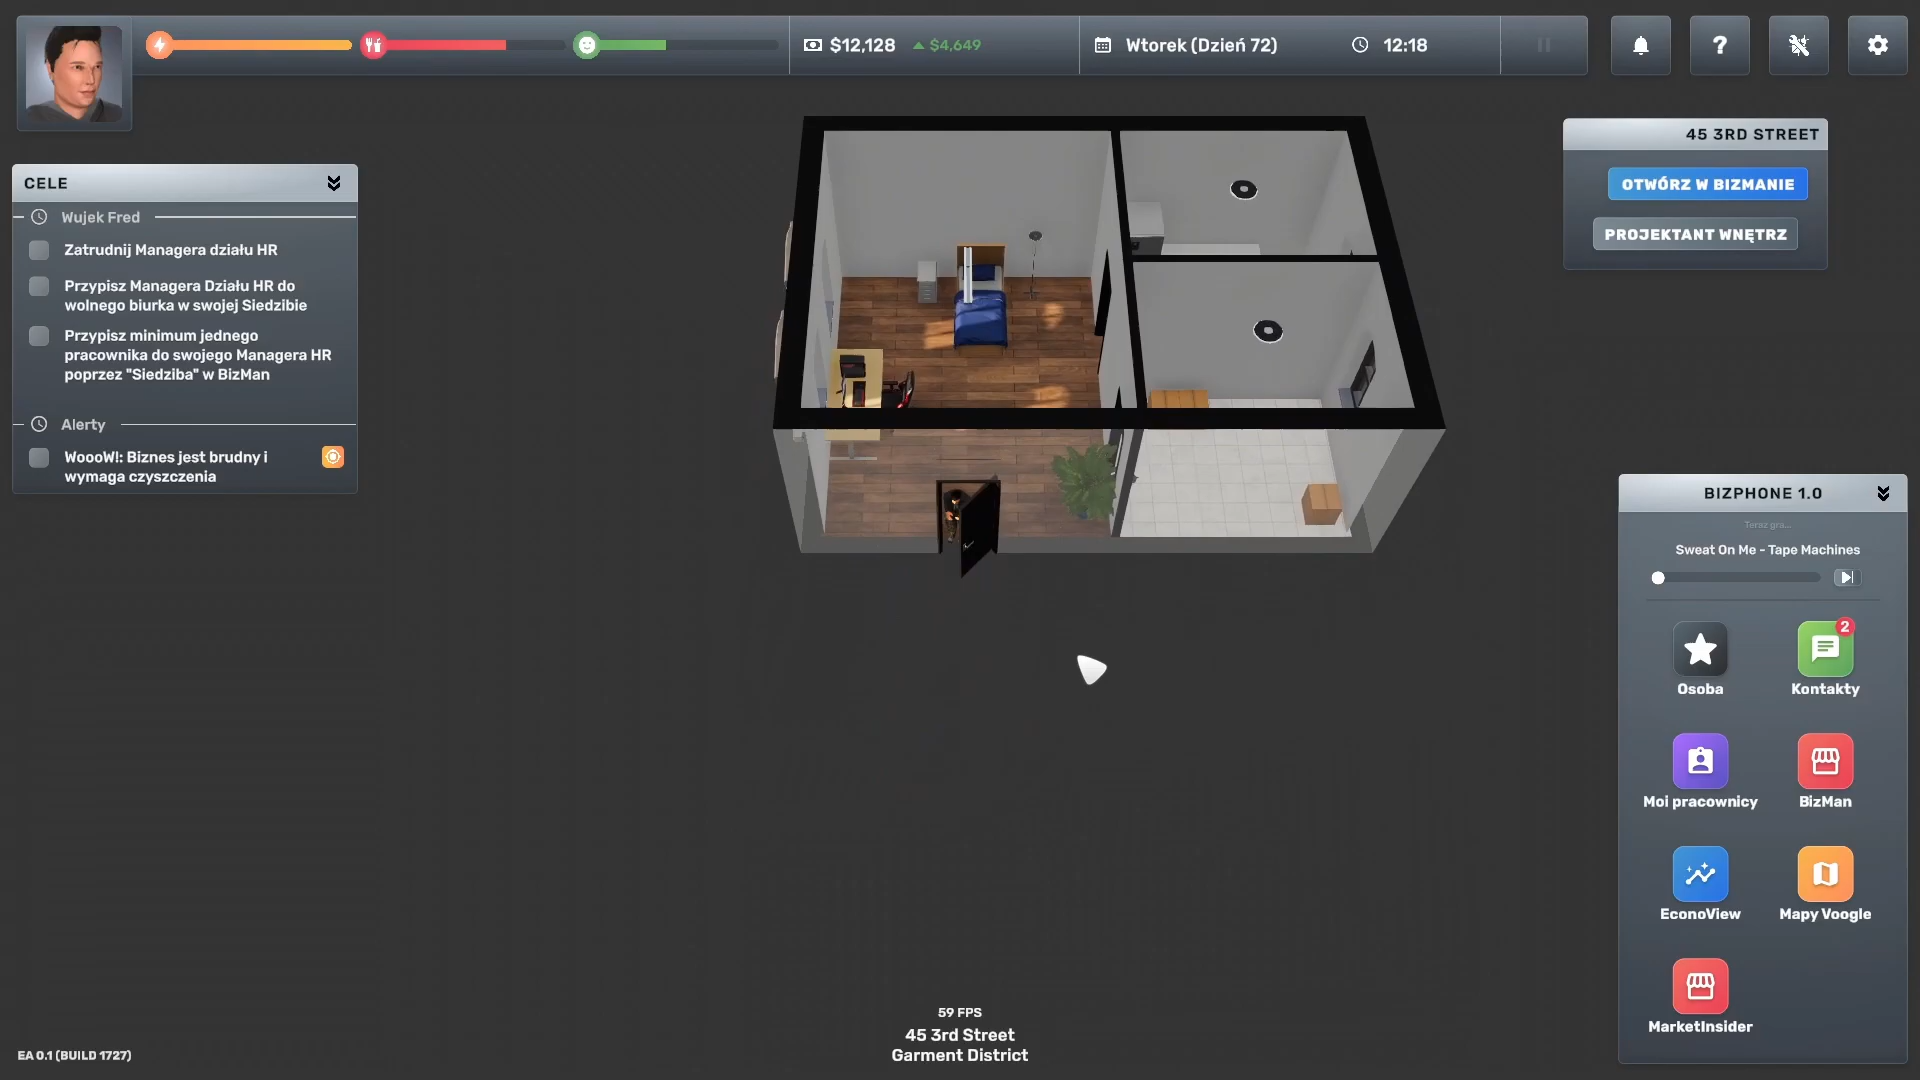 $12,128
$4,649
Wtorek (Dzień 72)
12:18
?
CELE
Wujek Fred
Zatrudnij Managera działu HR
Przypisz Managera Działu HR do
wolnego biurka w swojej Siedzibie
Przypisz minimum jednego
pracownika do swojego Managera HR
poprzez "Siedziba" w BizMan
Alerty
WoooW!: Biznes jest brudny i
wymaga czyszczenia
45 3RD STREET
OTWÓRZ W BIZMANIE
PROJEKTANT WNĘTRZ
BIZPHONE 1.0
Teraz gra...
Sweat On Me - Tape Machines
2
Osoba
Kontakty
Moi pracownicy
BizMan
EconoView
Mapy Voogle
MarketInsider
59 FPS
45 3rd Street
Garment District
EA 0.1 (BUILD 1727)